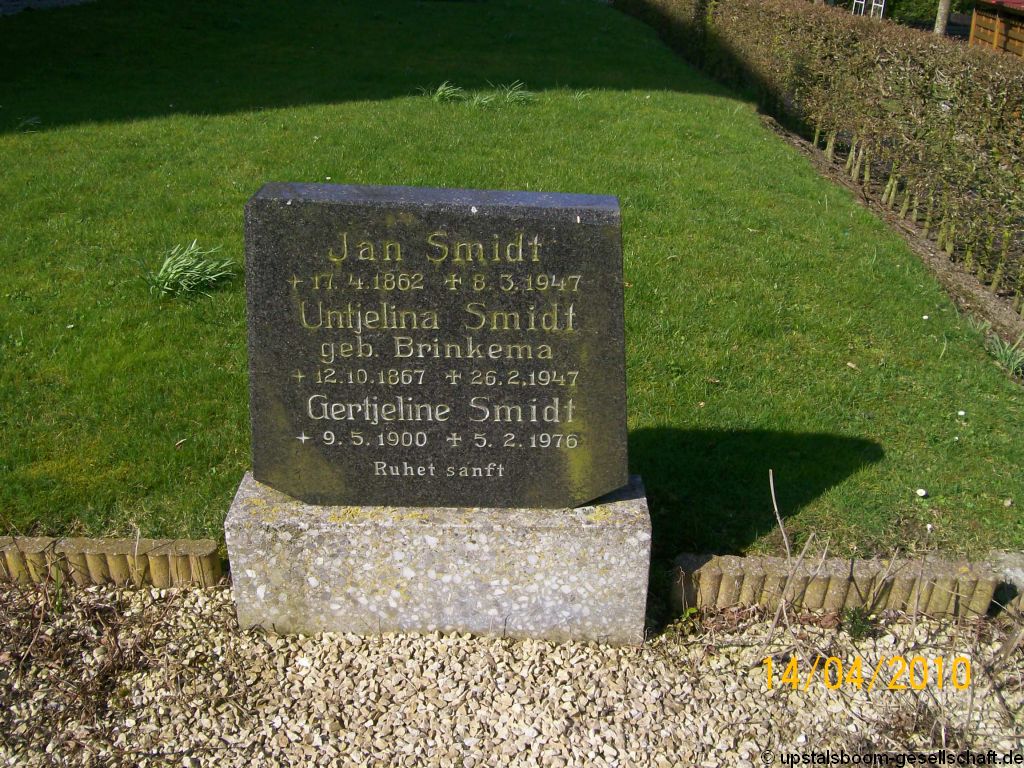 Jan Smidt
+ 17.4.1862 ✝ 8.3.1947
Untjelina Smidt
geb. Brinkema
+ 12.10.1867 ✝ 26.2.1947
Gertjeline Smidt
+ 9.5.1900 ✝ 5.2.1976
Ruhet sanft
14/04/2010
© upstalsboom-gesellschaft.de